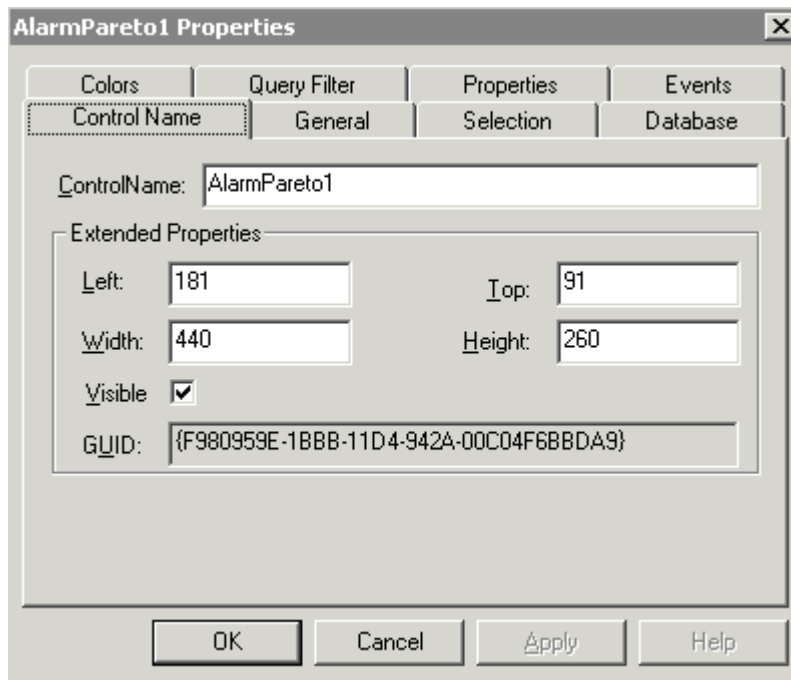 AlarmPareto1 Properties
Colors Query Filter Properties Events
Control Name General Selection Database
ControlName: AlarmPareto1
Extended Properties
Left: 181 Top: 91
Width: 440 Height: 260
Visible
GUID: {F980959E-1BBB-11D4-942A-00C04F6BBDA9}
OK Cancel Apply Help